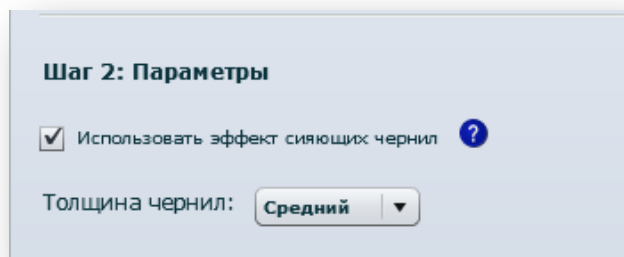 Шаг 2: Параметры
Использовать эффект сияющих чернил ?
Толщина чернил: Средний